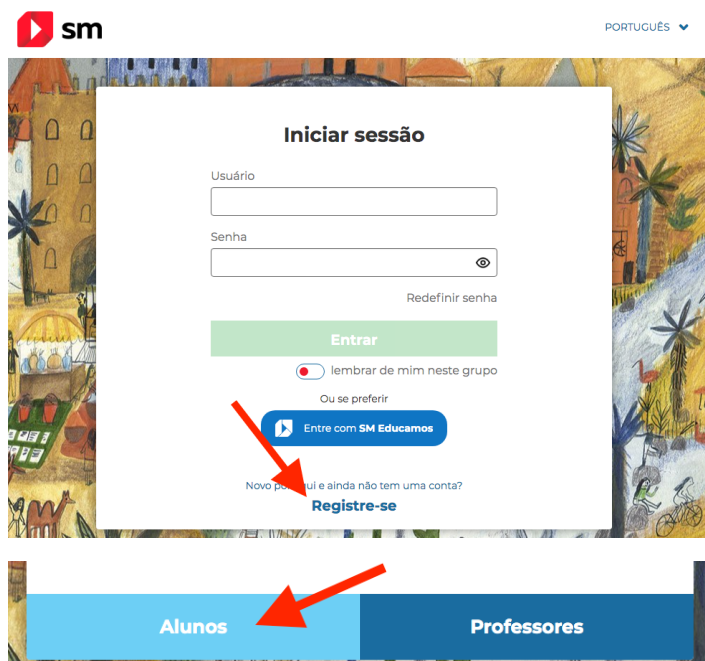 sm
PORTUGUÊS
Iniciar sessão
Usuário
Senha
Redefinir senha
Entrar
lembrar de mim neste grupo
Ou se preferir
Entre com SM Educamos
Novo ui e ainda não tem uma conta?
Registre-se
Alunos
Professores